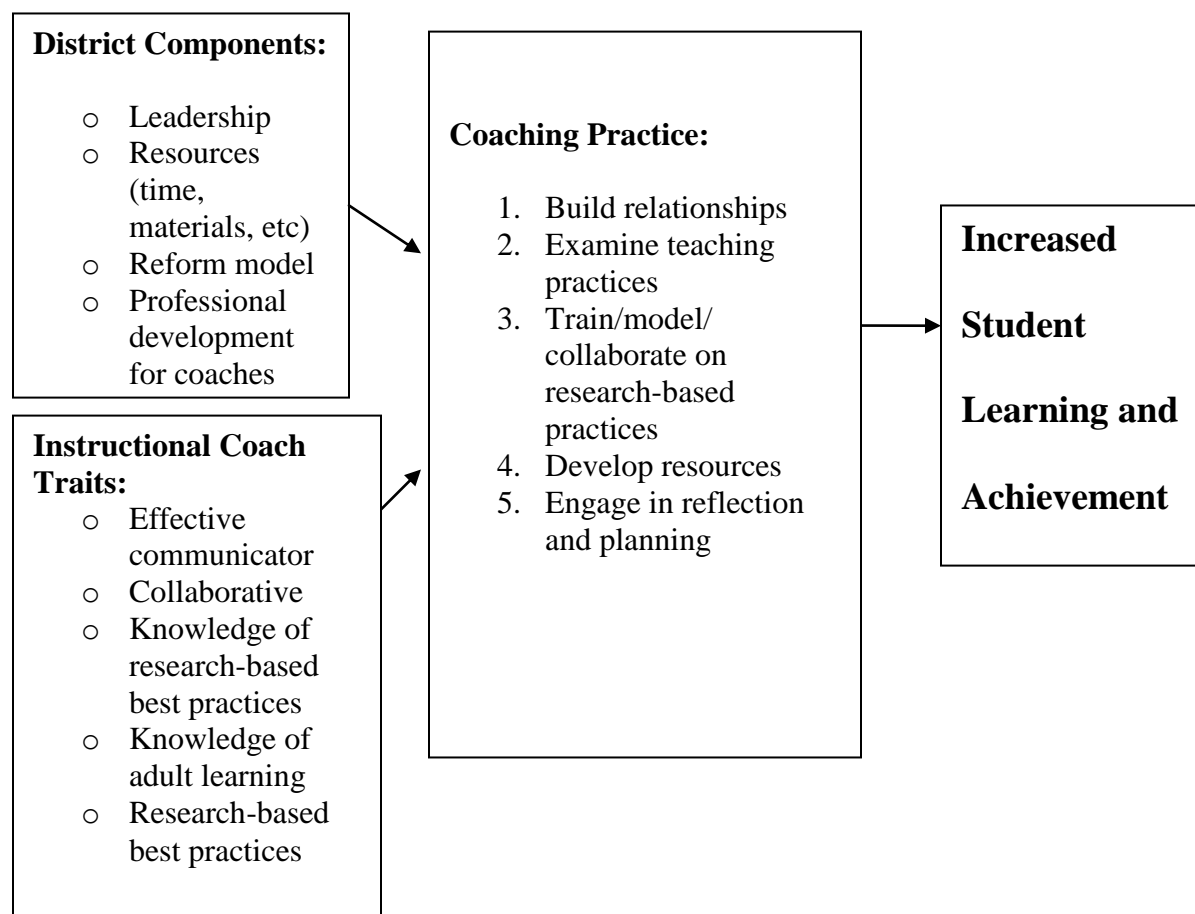 District Components:
o Leadership
o Resources
(time,
materials, etc)
o Reform model
o Professional
development
for coaches
Instructional Coach
Traits:
o Effective
communicator
o Collaborative
o Knowledge of
research-based
best practices
o Knowledge of
adult learning
o Research-based
best practices
Coaching Practice:
1. Build relationships
2. Examine teaching
practices
3. Train/model/
collaborate on
research-based
practices
4. Develop resources
5. Engage in reflection
and planning
Increased
Student
Learning and
Achievement